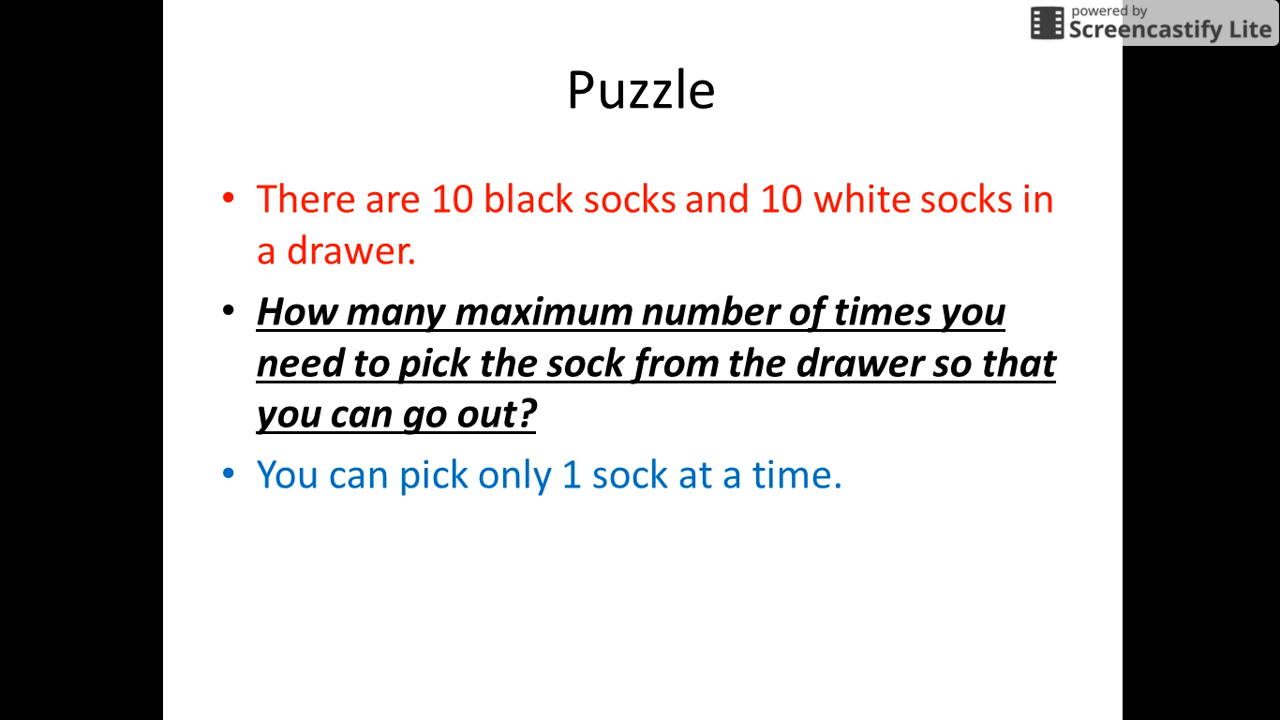 powered by
Screencastify Lite
Puzzle
• There are 10 black socks and 10 white socks in
a drawer.
• How many maximum number of times you
need to pick the sock from the drawer so that
you can go out?
• You can pick only 1 sock at a time.